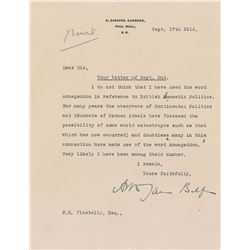 4, CARLTON GARDENS,
PALL MALL,
S.W.
Private
Sept. 17th 1914.
Dear Sir,
Your letter of Sept. 2nd.
I do not think that I have used the word
Armageddon in reference to British Domestic Politics.
For many years the observers of Continental Politics
and Students of German ideals have foreseen the
possibility of some world catastrophe such as that
which has now occurred; and doubtless many in this
connection have made use of the word Armageddon.
Very likely I have been among their number.
I remain,
Yours faithfully,
Arthur James Balfour
F.H. Vizetelly, Esq.,